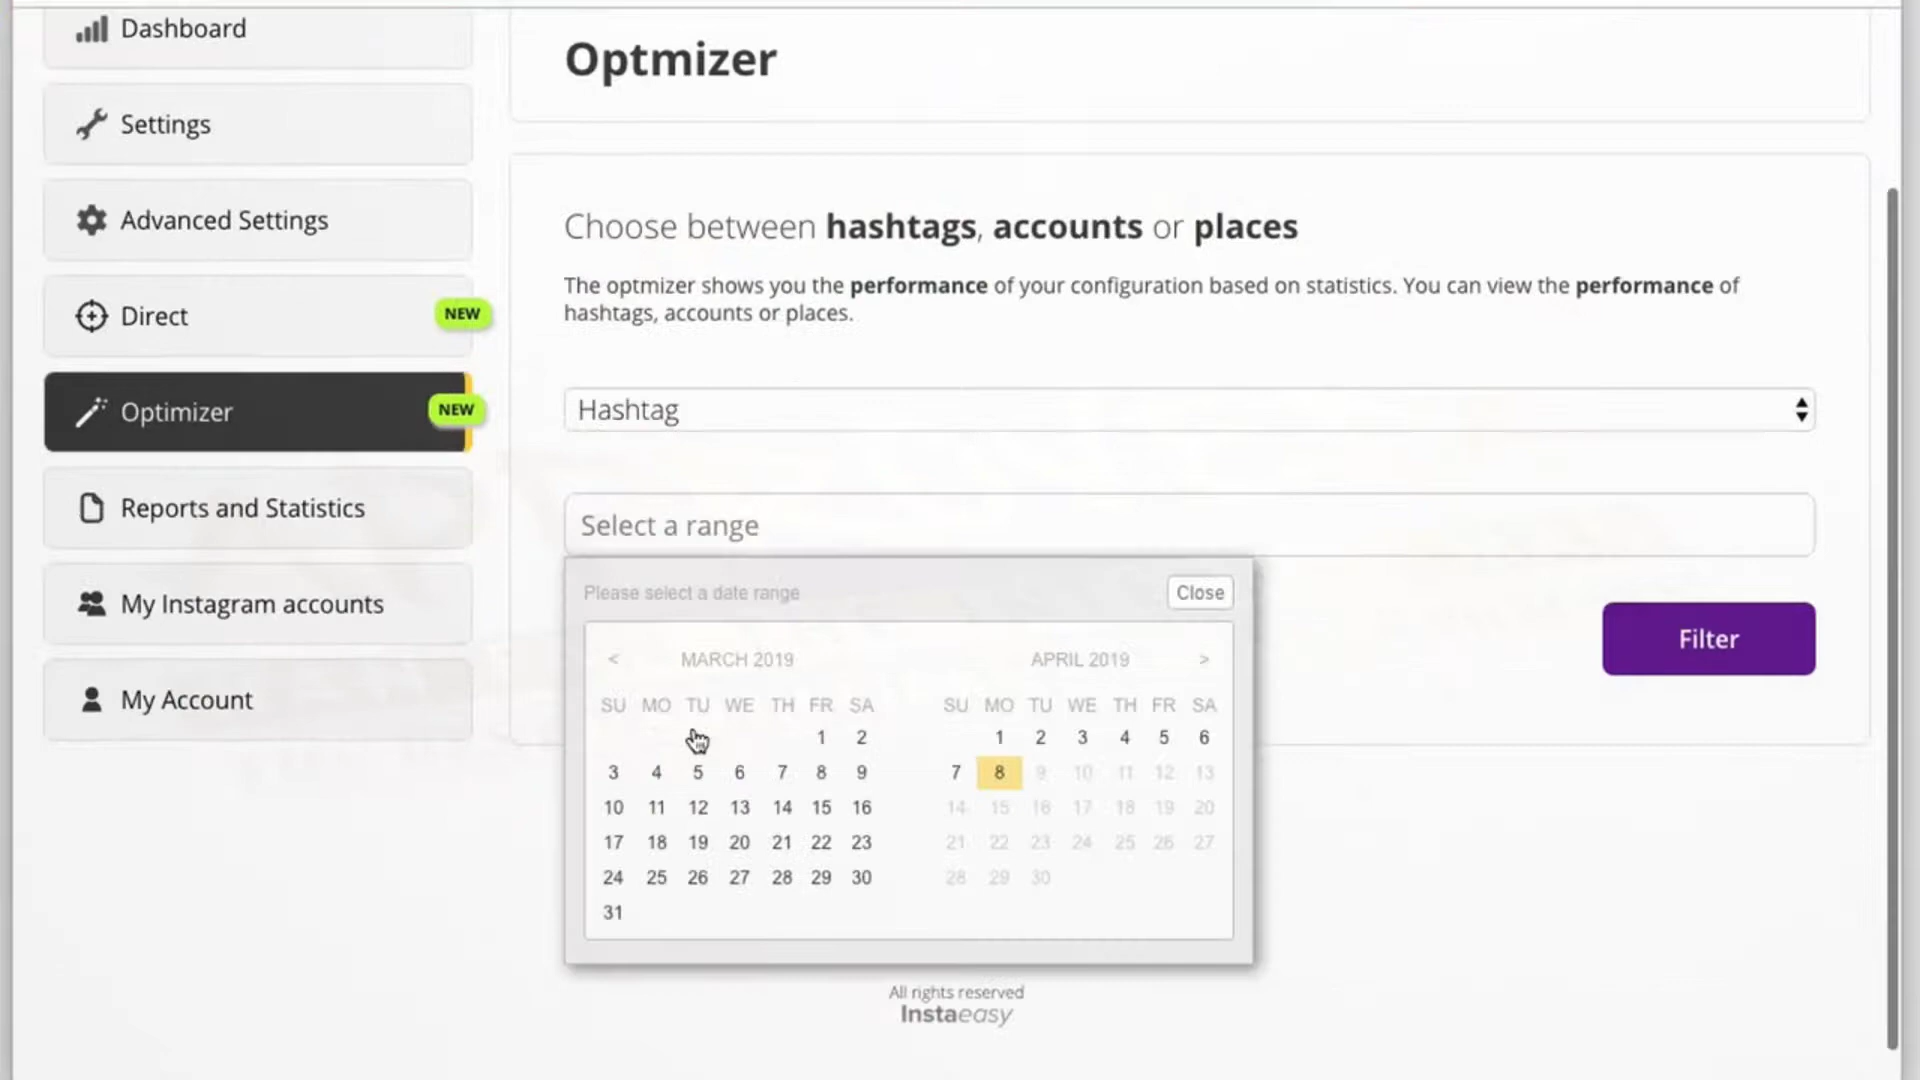 Dashboard
Settings
Advanced Settings
Direct
NEW
Optimizer
NEW
Reports and Statistics
My Instagram accounts
My Account
Optmizer
Choose between hashtags, accounts or places
The optmizer shows you the performance of your configuration based on statistics. You can view the performance of
hashtags, accounts or places.
Hashtag
Select a range
Please select a date range
Close
< MARCH 2019
SU MO TU WE TH FR SA
1 2
3 4 5 6 7 8 9
10 11 12 13 14 15 16
17 18 19 20 21 22 23
24 25 26 27 28 29 30
31
APRIL 2019 >
SU MO TU WE TH FR SA
1 2 3 4 5 6
7 8 9 10 11 12 13
14 15 16 17 18 19 20
21 22 23 24 25 26 27
28 29 30
Filter
All rights reserved
Instaeasy